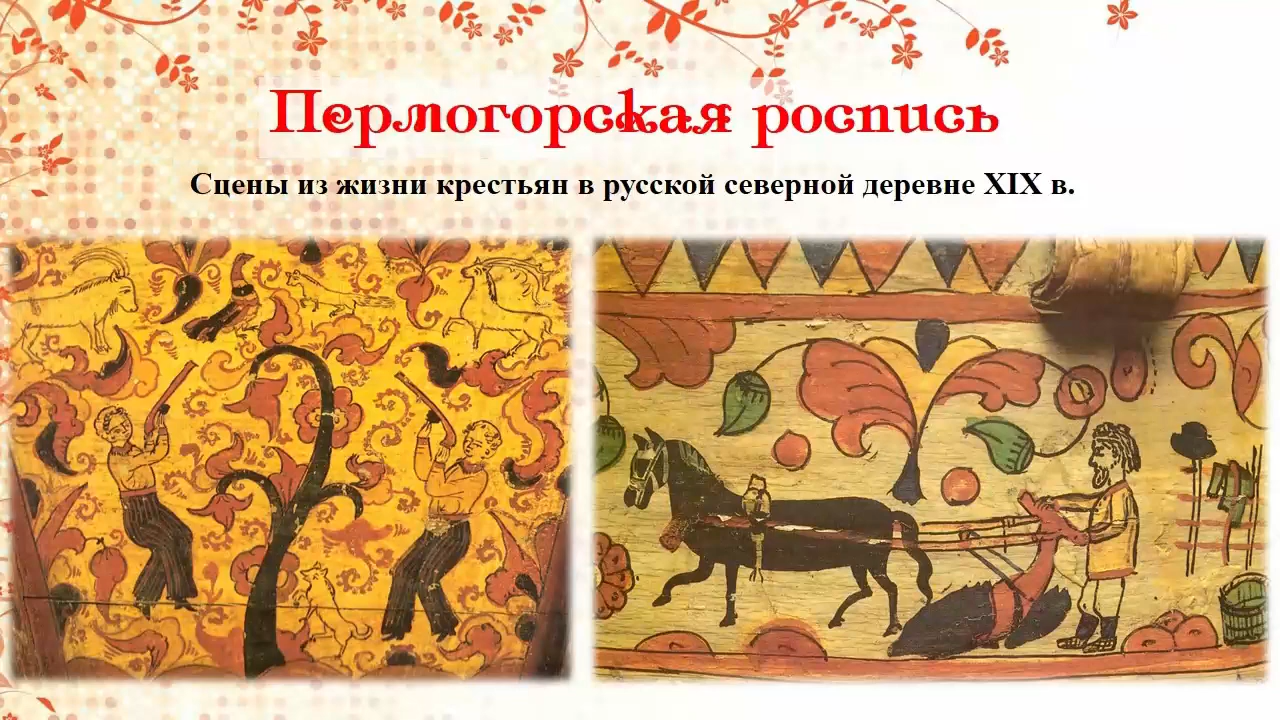 Пермогорская роспись
Сцены из жизни крестьян в русской северной деревне XIX в.